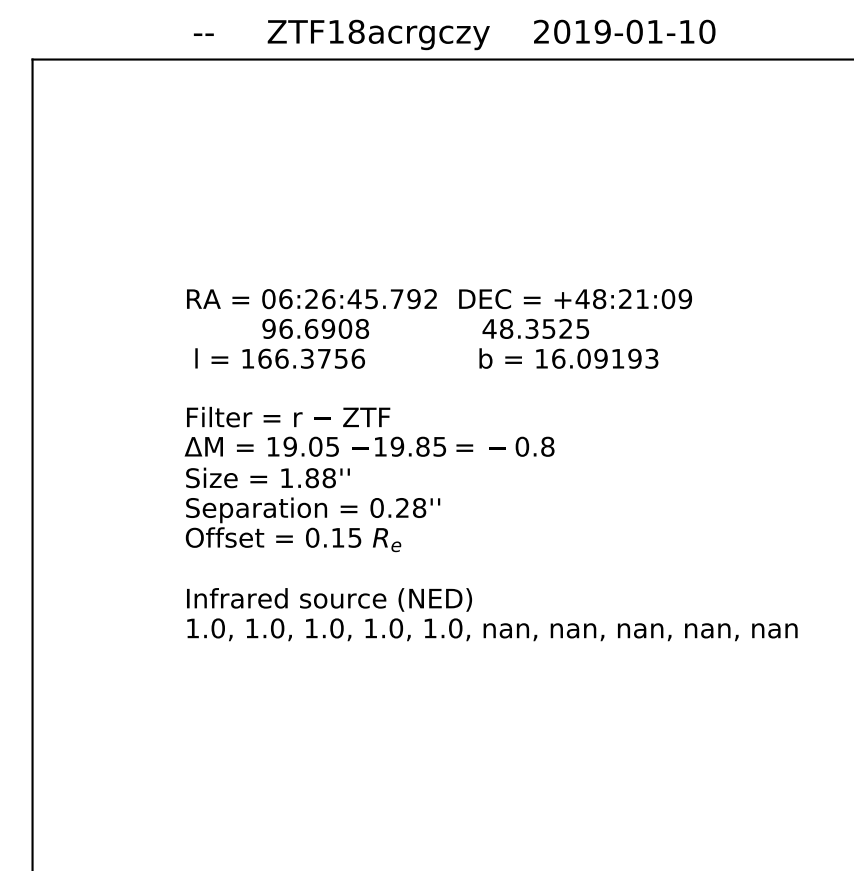 -- ZTF18acrgczy 2019-01-10
RA = 06:26:45.792 DEC = +48:21:09
96.6908 48.3525
l = 166.3756 b = 16.09193
Filter = r − ZTF
ΔM = 19.05 −19.85 = − 0.8
Size = 1.88''
Separation = 0.28''
Offset = 0.15 Re
Infrared source (NED)
1.0, 1.0, 1.0, 1.0, 1.0, nan, nan, nan, nan, nan